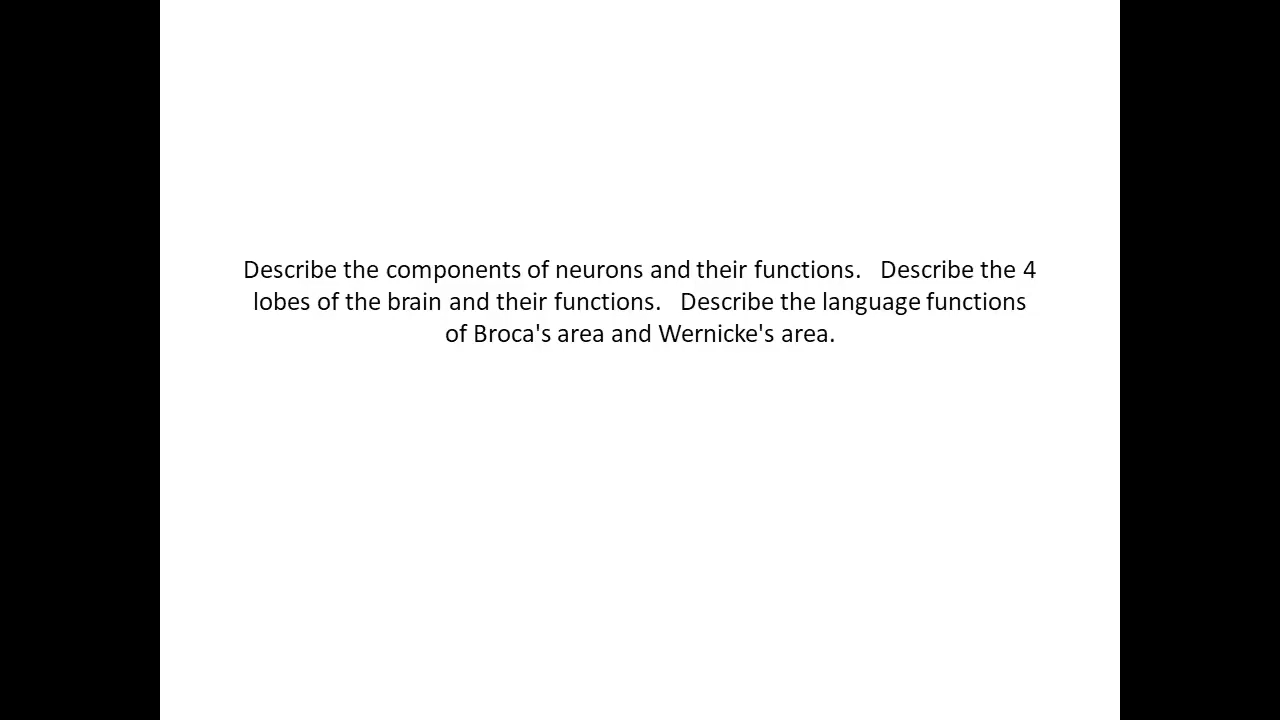 Describe the components of neurons and their functions.   Describe the 4
lobes of the brain and their functions.   Describe the language functions
of Broca's area and Wernicke's area.